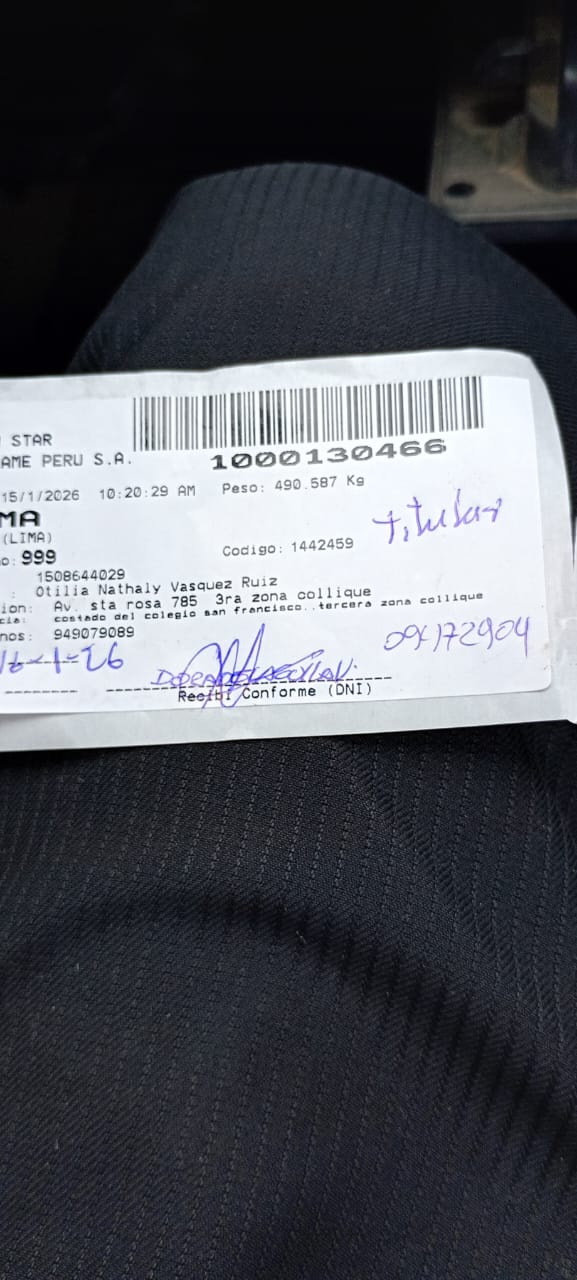 STAR
AME PERU S.A.
1000130466
15/1/2026 10:20:29 AM Peso: 490.587 Kg
MA
(LIMA)
o: 999
Codigo: 1442459
Titular
1508644029
: Otilia Nathaly Vasquez Ruiz
ion: Av. sta rosa 785 3ra zona collique
cia: costado del colegio san francisco..tercera zona collique
nos: 949079089
16-1-26
Recibi Conforme (DNI)